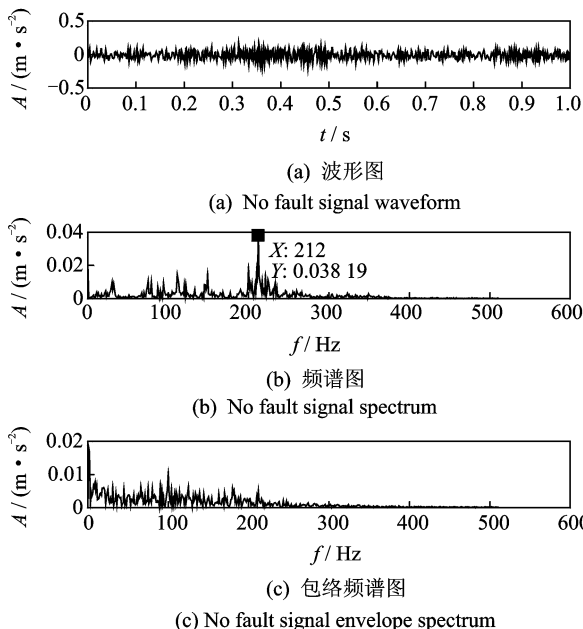 0.5
0
−0.5
A / (m • s⁻²)
0 0.1 0.2 0.3 0.4 0.5 0.6 0.7 0.8 0.9 1.0
t / s
(a) 波形图
(a) No fault signal waveform
0.04
0.02
0
A / (m • s⁻²)
X: 212
Y: 0.038 19
0 100 200 300 400 500 600
f / Hz
(b) 频谱图
(b) No fault signal spectrum
0.02
0.01
0
A / (m • s⁻²)
0 100 200 300 400 500 600
f / Hz
(c) 包络频谱图
(c) No fault signal envelope spectrum